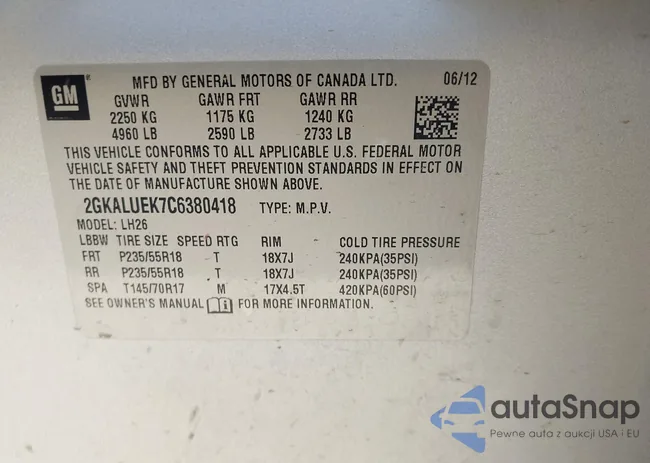 GM
MFD BY GENERAL MOTORS OF CANADA LTD. 06/12
GVWR GAWR FRT GAWR RR
2250 KG 1175 KG 1240 KG
4960 LB 2590 LB 2733 LB
THIS VEHICLE CONFORMS TO ALL APPLICABLE U.S. FEDERAL MOTOR
VEHICLE SAFETY AND THEFT PREVENTION STANDARDS IN EFFECT ON
THE DATE OF MANUFACTURE SHOWN ABOVE.
2GKALUEK7C6380418 TYPE: M.P.V.
MODEL: LH26
LBBW TIRE SIZE SPEED RTG RIM COLD TIRE PRESSURE
FRT P235/55R18 T 18X7J 240KPA(35PSI)
RR P235/55R18 T 18X7J 240KPA(35PSI)
SPA T145/70R17 M 17X4.5T 420KPA(60PSI)
SEE OWNER'S MANUAL FOR MORE INFORMATION.
autaSnap
Pewne auta z aukcji USA i EU